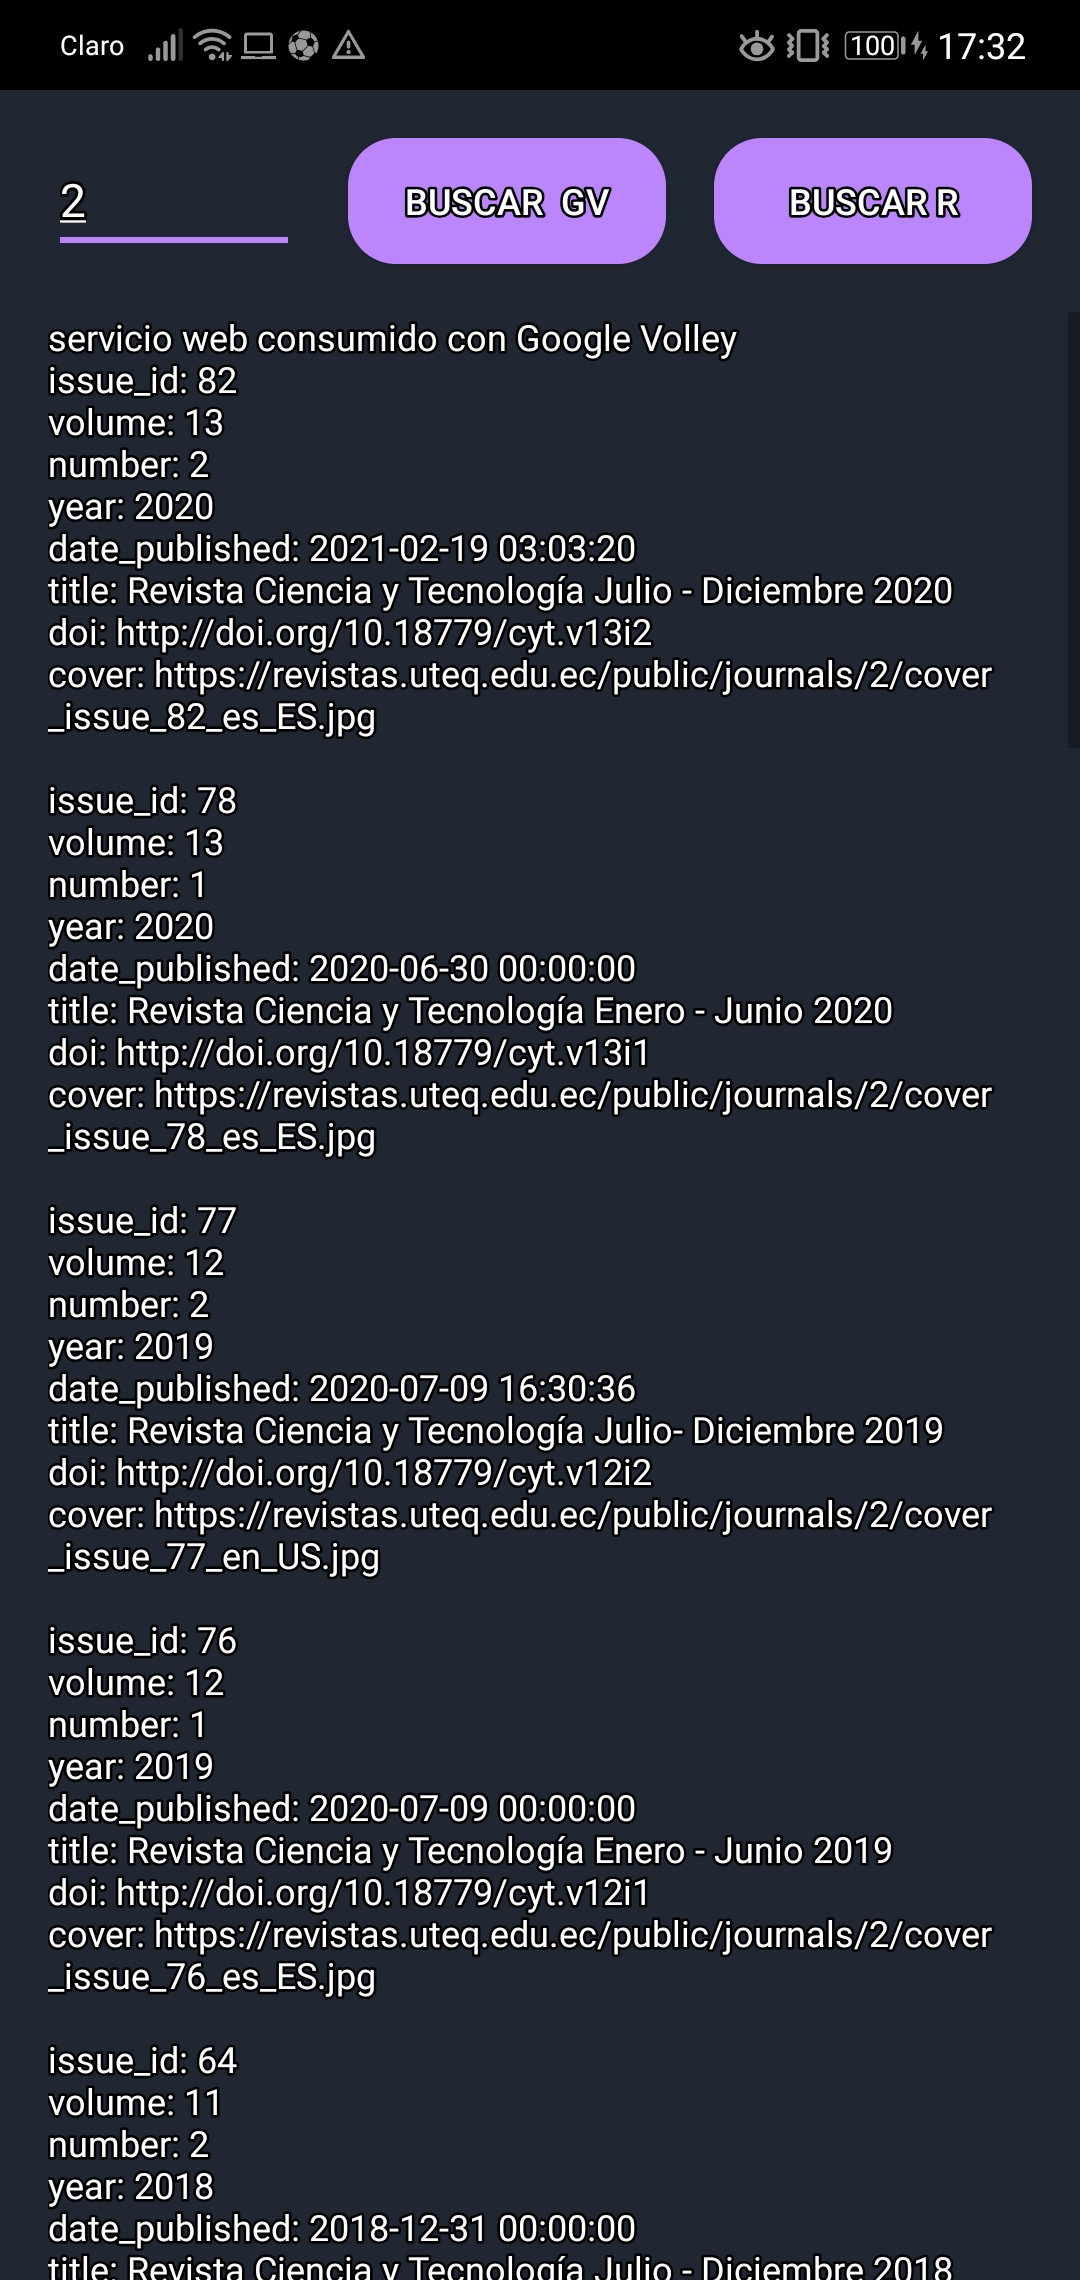 Claro 100 17:32
2 BUSCAR GV BUSCAR R
servicio web consumido con Google Volley
issue_id: 82
volume: 13
number: 2
year: 2020
date_published: 2021-02-19 03:03:20
title: Revista Ciencia y Tecnología Julio - Diciembre 2020
doi: http://doi.org/10.18779/cyt.v13i2
cover: https://revistas.uteq.edu.ec/public/journals/2/cover
_issue_82_es_ES.jpg
issue_id: 78
volume: 13
number: 1
year: 2020
date_published: 2020-06-30 00:00:00
title: Revista Ciencia y Tecnología Enero - Junio 2020
doi: http://doi.org/10.18779/cyt.v13i1
cover: https://revistas.uteq.edu.ec/public/journals/2/cover
_issue_78_es_ES.jpg
issue_id: 77
volume: 12
number: 2
year: 2019
date_published: 2020-07-09 16:30:36
title: Revista Ciencia y Tecnología Julio- Diciembre 2019
doi: http://doi.org/10.18779/cyt.v12i2
cover: https://revistas.uteq.edu.ec/public/journals/2/cover
_issue_77_en_US.jpg
issue_id: 76
volume: 12
number: 1
year: 2019
date_published: 2020-07-09 00:00:00
title: Revista Ciencia y Tecnología Enero - Junio 2019
doi: http://doi.org/10.18779/cyt.v12i1
cover: https://revistas.uteq.edu.ec/public/journals/2/cover
_issue_76_es_ES.jpg
issue_id: 64
volume: 11
number: 2
year: 2018
date_published: 2018-12-31 00:00:00
title: Revista Ciencia y Tecnología Julio - Diciembre 2018